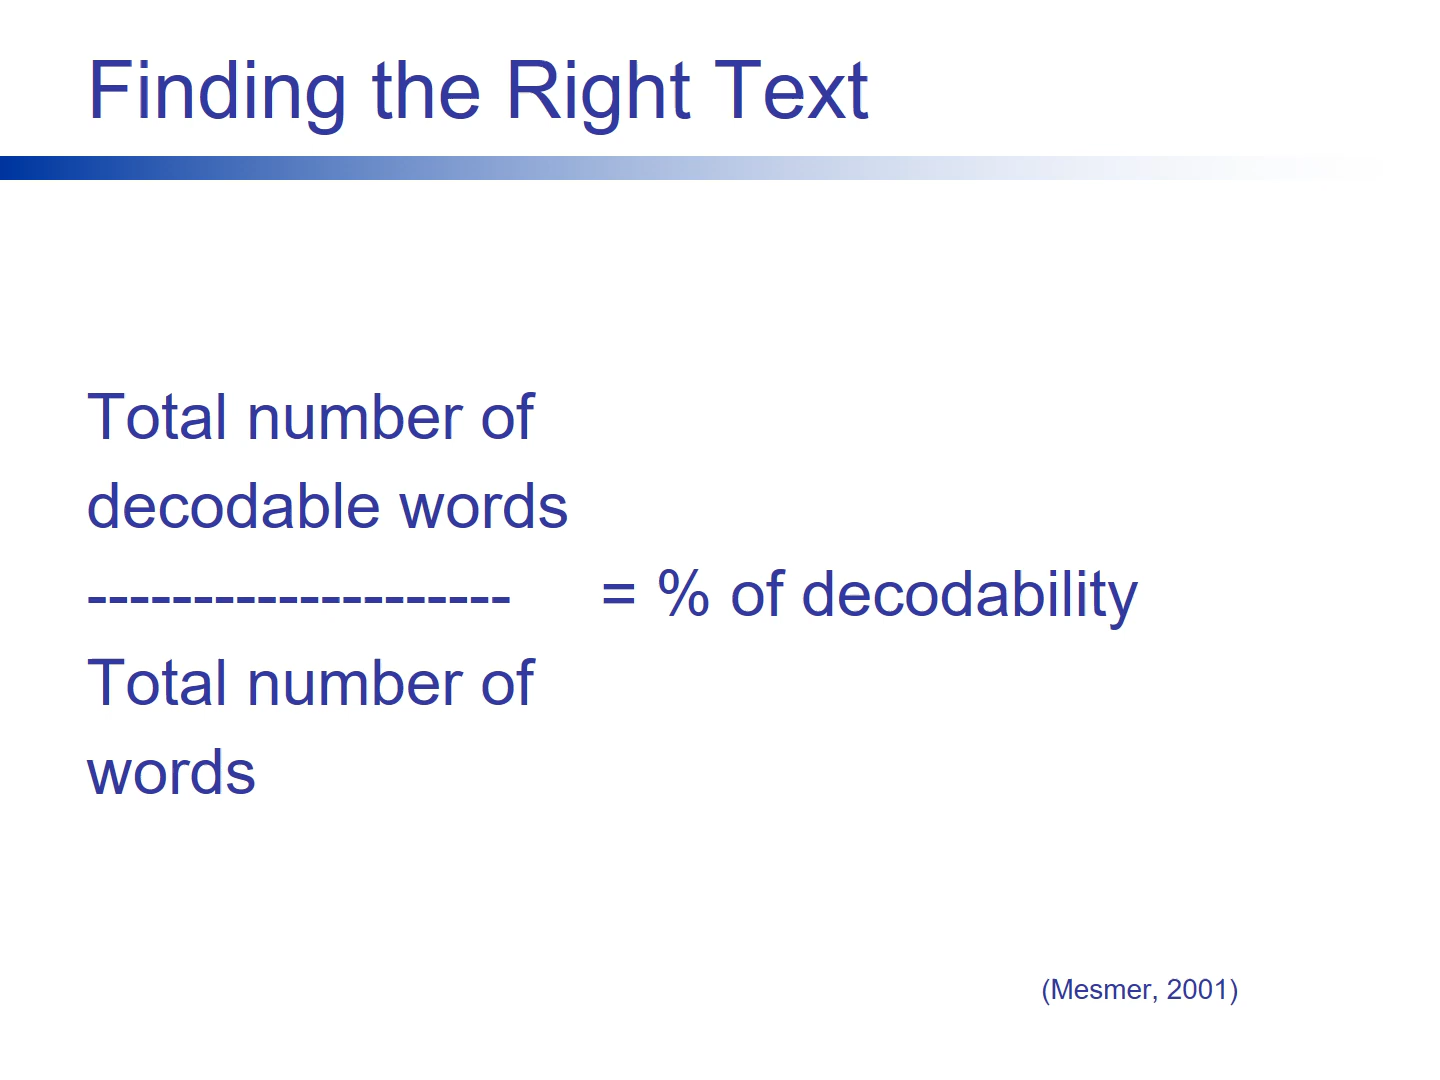 Finding the Right Text
Total number of
decodable words
-------------------- = % of decodability
Total number of
words
(Mesmer, 2001)